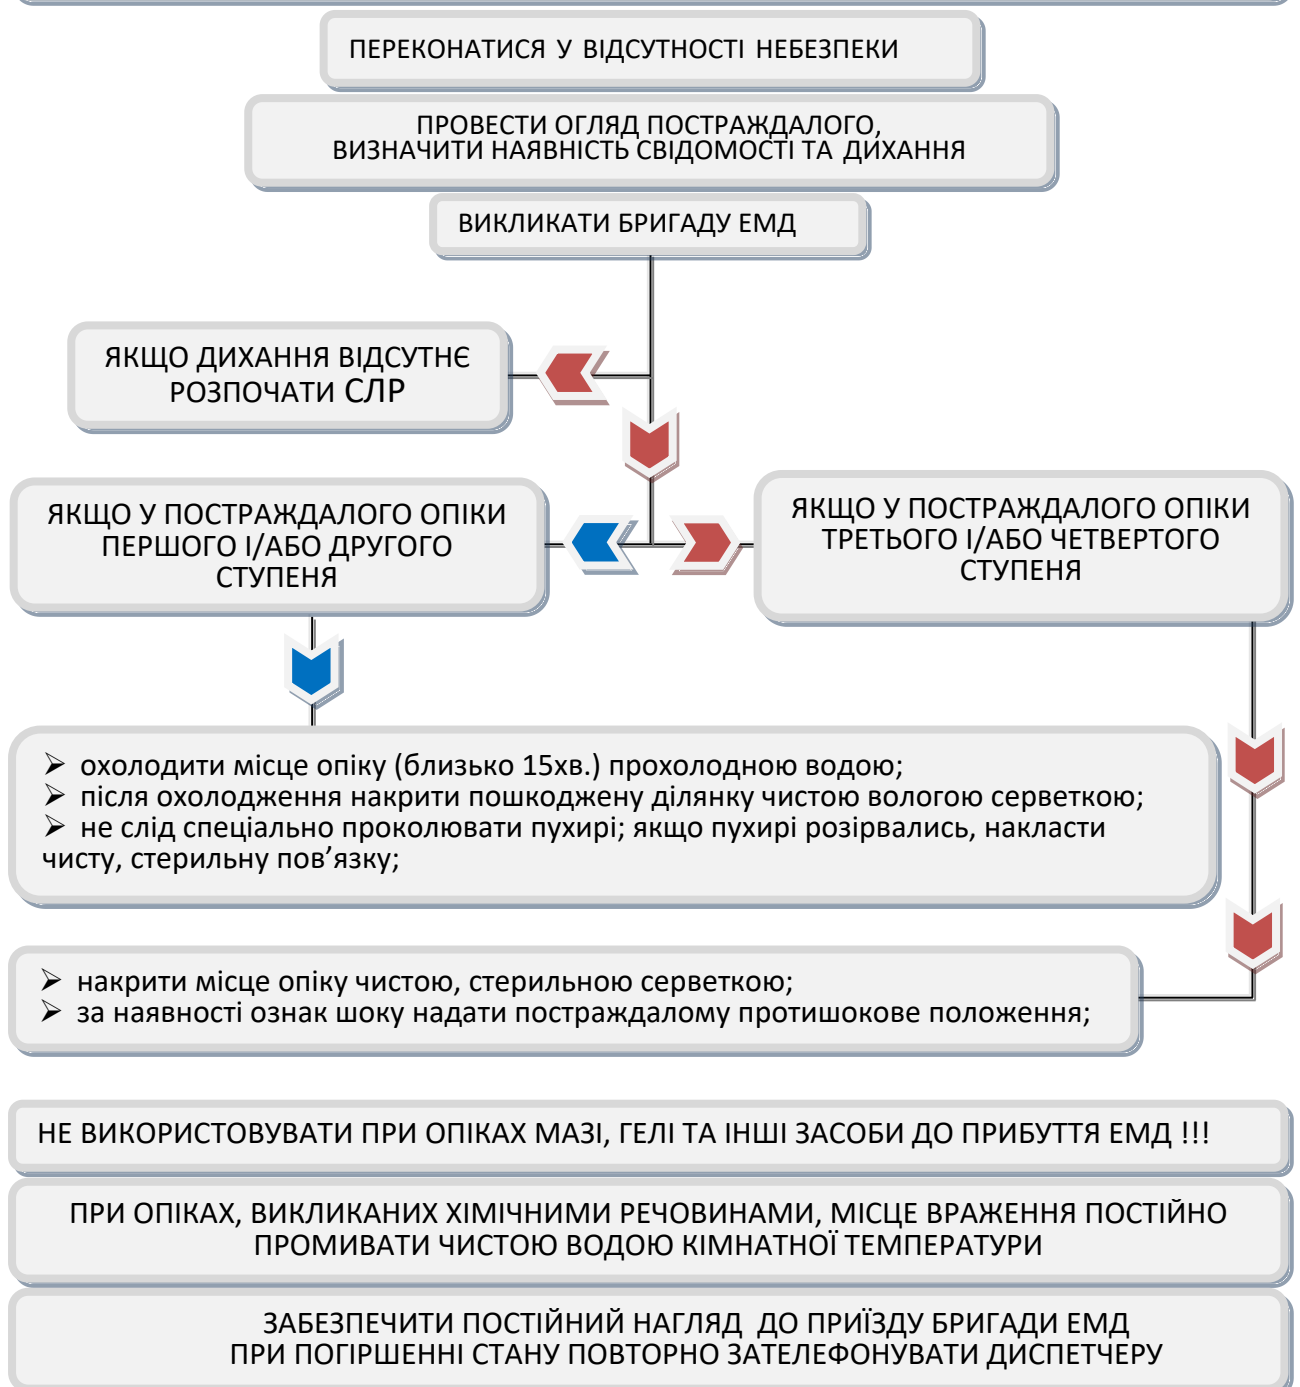 ПЕРЕКОНАТИСЯ У ВІДСУТНОСТІ НЕБЕЗПЕКИ
ПРОВЕСТИ ОГЛЯД ПОСТРАЖДАЛОГО,
ВИЗНАЧИТИ НАЯВНІСТЬ СВІДОМОСТІ ТА ДИХАННЯ
ВИКЛИКАТИ БРИГАДУ ЕМД
ЯКЩО ДИХАННЯ ВІДСУТНЄ
РОЗПОЧАТИ СЛР
ЯКЩО У ПОСТРАЖДАЛОГО ОПІКИ
ПЕРШОГО І/АБО ДРУГОГО
СТУПЕНЯ
ЯКЩО У ПОСТРАЖДАЛОГО ОПІКИ
ТРЕТЬОГО І/АБО ЧЕТВЕРТОГО
СТУПЕНЯ
➢ охолодити місце опіку (близько 15хв.) прохолодною водою;
➢ після охолодження накрити пошкоджену ділянку чистою вологою серветкою;
➢ не слід спеціально проколювати пухирі; якщо пухирі розірвались, накласти
чисту, стерильну пов’язку;
➢ накрити місце опіку чистою, стерильною серветкою;
➢ за наявності ознак шоку надати постраждалому протишокове положення;
НЕ ВИКОРИСТОВУВАТИ ПРИ ОПІКАХ МАЗІ, ГЕЛІ ТА ІНШІ ЗАСОБИ ДО ПРИБУТТЯ ЕМД !!!
ПРИ ОПІКАХ, ВИКЛИКАНИХ ХІМІЧНИМИ РЕЧОВИНАМИ, МІСЦЕ ВРАЖЕННЯ ПОСТІЙНО
ПРОМИВАТИ ЧИСТОЮ ВОДОЮ КІМНАТНОЇ ТЕМПЕРАТУРИ
ЗАБЕЗПЕЧИТИ ПОСТІЙНИЙ НАГЛЯД ДО ПРИЇЗДУ БРИГАДИ ЕМД
ПРИ ПОГІРШЕННІ СТАНУ ПОВТОРНО ЗАТЕЛЕФОНУВАТИ ДИСПЕТЧЕРУ